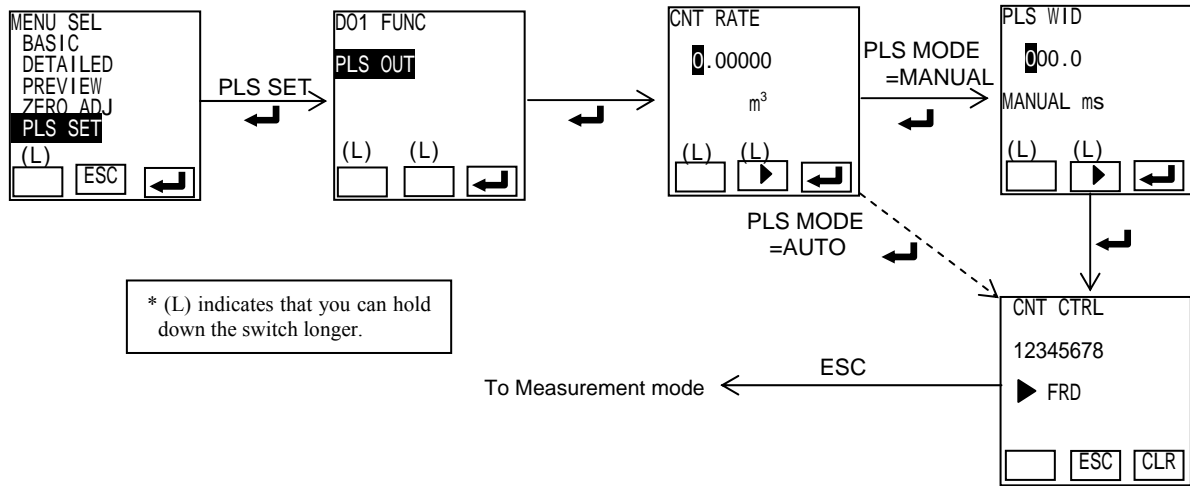 MENU SEL
BASIC
DETAILED
PREVIEW
ZERO ADJ
PLS SET
(L)
ESC
PLS SET
DO1 FUNC
PLS OUT
(L) (L)
CNT RATE
0.00000
m³
(L) (L)
PLS MODE
=MANUAL
PLS WID
000.0
MANUAL ms
(L) (L)
PLS MODE
=AUTO
* (L) indicates that you can hold
down the switch longer.
CNT CTRL
12345678
FRD
ESC CLR
ESC
To Measurement mode